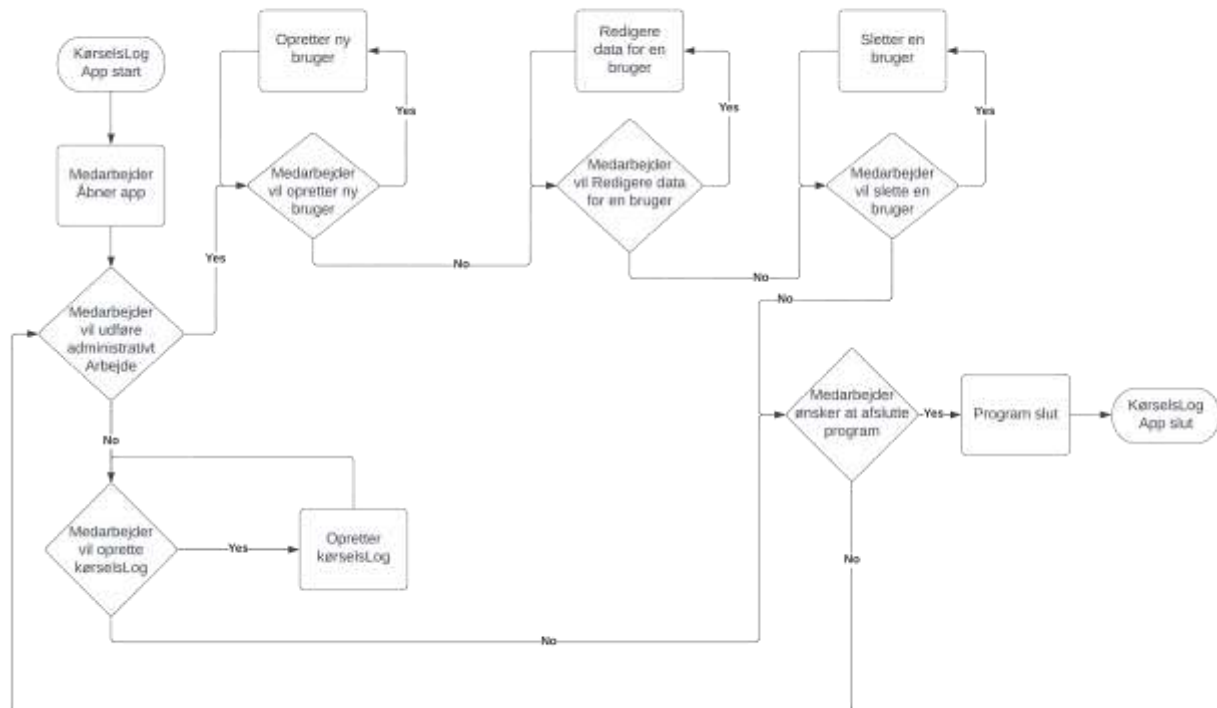 KørselsLog
App start
Medarbejder
Åbner app
Medarbejder
vil udføre
administrativt
Arbejde
Yes
No
Opretter ny
bruger
Yes
Medarbejder
vil opretter ny
bruger
No
Redigere
data for en
bruger
Yes
Medarbejder
vil Redigere data
for en bruger
No
Sletter en
bruger
Yes
Medarbejder
vil slette en
bruger
No
Medarbejder
vil oprette
kørselsLog
Yes
Opretter
kørselsLog
No
Medarbejder
ønsker at afslutte
program
Yes
Program slut
KørselsLog
App slut
No